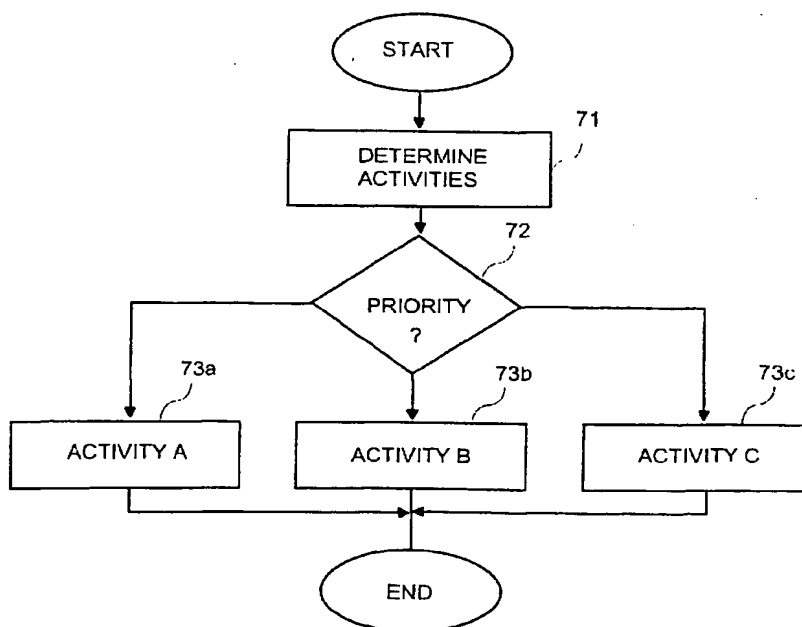 START
71
DETERMINE
ACTIVITIES
72
PRIORITY
?
73a
73b
73c
ACTIVITY A
ACTIVITY B
ACTIVITY C
END